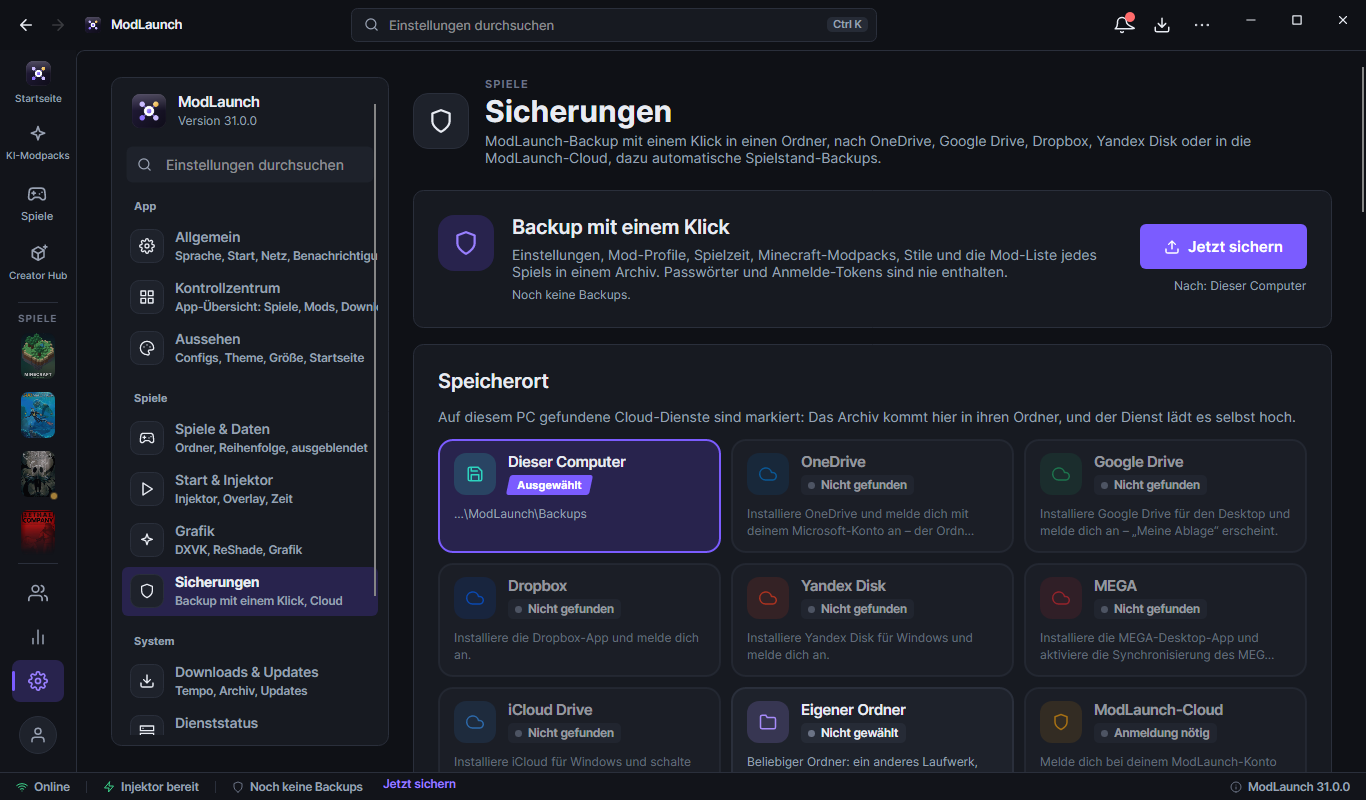 ModLaunch
Einstellungen durchsuchen
Ctrl K
Startseite
KI-Modpacks
Spiele
Creator Hub
SPIELE
MINECRAFT
LETHAL
COMPANY
ModLaunch
Version 31.0.0
Einstellungen durchsuchen
App
Allgemein
Sprache, Start, Netz, Benachrichtigu
Kontrollzentrum
App-Übersicht: Spiele, Mods, Downl
Aussehen
Configs, Theme, Größe, Startseite
Spiele
Spiele & Daten
Ordner, Reihenfolge, ausgeblendet
Start & Injektor
Injektor, Overlay, Zeit
Grafik
DXVK, ReShade, Grafik
Sicherungen
Backup mit einem Klick, Cloud
System
Downloads & Updates
Tempo, Archiv, Updates
Dienststatus
SPIELE
Sicherungen
ModLaunch-Backup mit einem Klick in einen Ordner, nach OneDrive, Google Drive, Dropbox, Yandex Disk oder in die
ModLaunch-Cloud, dazu automatische Spielstand-Backups.
Backup mit einem Klick
Einstellungen, Mod-Profile, Spielzeit, Minecraft-Modpacks, Stile und die Mod-Liste jedes
Spiels in einem Archiv. Passwörter und Anmelde-Tokens sind nie enthalten.
Noch keine Backups.
Jetzt sichern
Nach: Dieser Computer
Speicherort
Auf diesem PC gefundene Cloud-Dienste sind markiert: Das Archiv kommt hier in ihren Ordner, und der Dienst lädt es selbst hoch.
Dieser Computer
Ausgewählt
...\ModLaunch\Backups
OneDrive
Nicht gefunden
Installiere OneDrive und melde dich mit
deinem Microsoft-Konto an – der Ordn...
Google Drive
Nicht gefunden
Installiere Google Drive für den Desktop und
melde dich an – „Meine Ablage“ erscheint.
Dropbox
Nicht gefunden
Installiere die Dropbox-App und melde dich
an.
Yandex Disk
Nicht gefunden
Installiere Yandex Disk für Windows und
melde dich an.
MEGA
Nicht gefunden
Installiere die MEGA-Desktop-App und
aktiviere die Synchronisierung des MEG...
iCloud Drive
Nicht gefunden
Installiere iCloud für Windows und schalte
Eigener Ordner
Nicht gewählt
Beliebiger Ordner: ein anderes Laufwerk,
ModLaunch-Cloud
Anmeldung nötig
Melde dich bei deinem ModLaunch-Konto
Online
Injektor bereit
Noch keine Backups
Jetzt sichern
ModLaunch 31.0.0